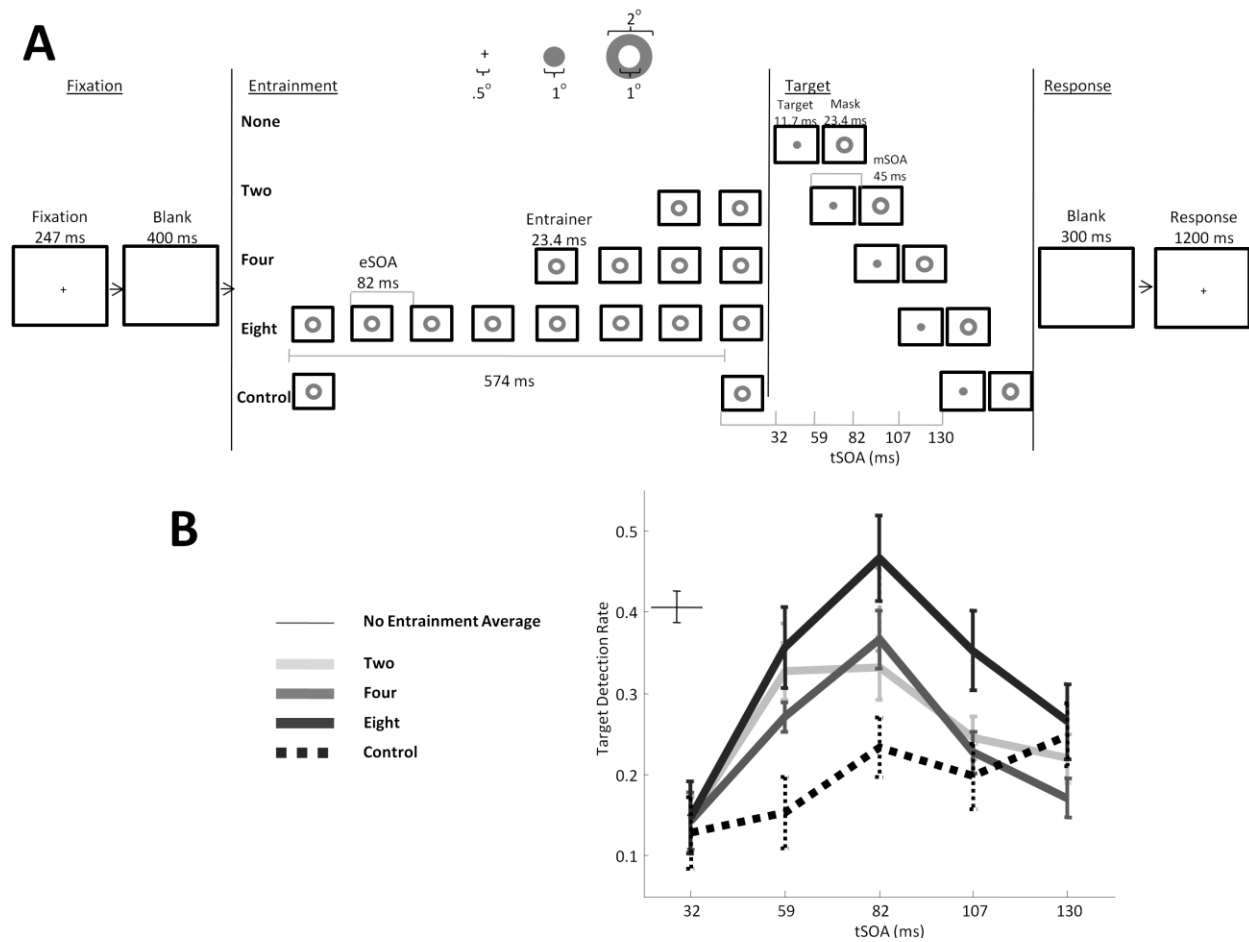 A
2°
.5°
1°
1°
Fixation
Entrainment
Target
Response
None
Target
11.7 ms
Mask
23.4 ms
Two
mSOA
45 ms
Fixation
247 ms
Blank
400 ms
Entrainer
23.4 ms
Blank
300 ms
Response
1200 ms
Four
eSOA
82 ms
Eight
574 ms
Control
32 59 82 107 130
tSOA (ms)
B
No Entrainment Average
Two
Four
Eight
Control
Target Detection Rate
0.5
0.4
0.3
0.2
0.1
32 59 82 107 130
tSOA (ms)